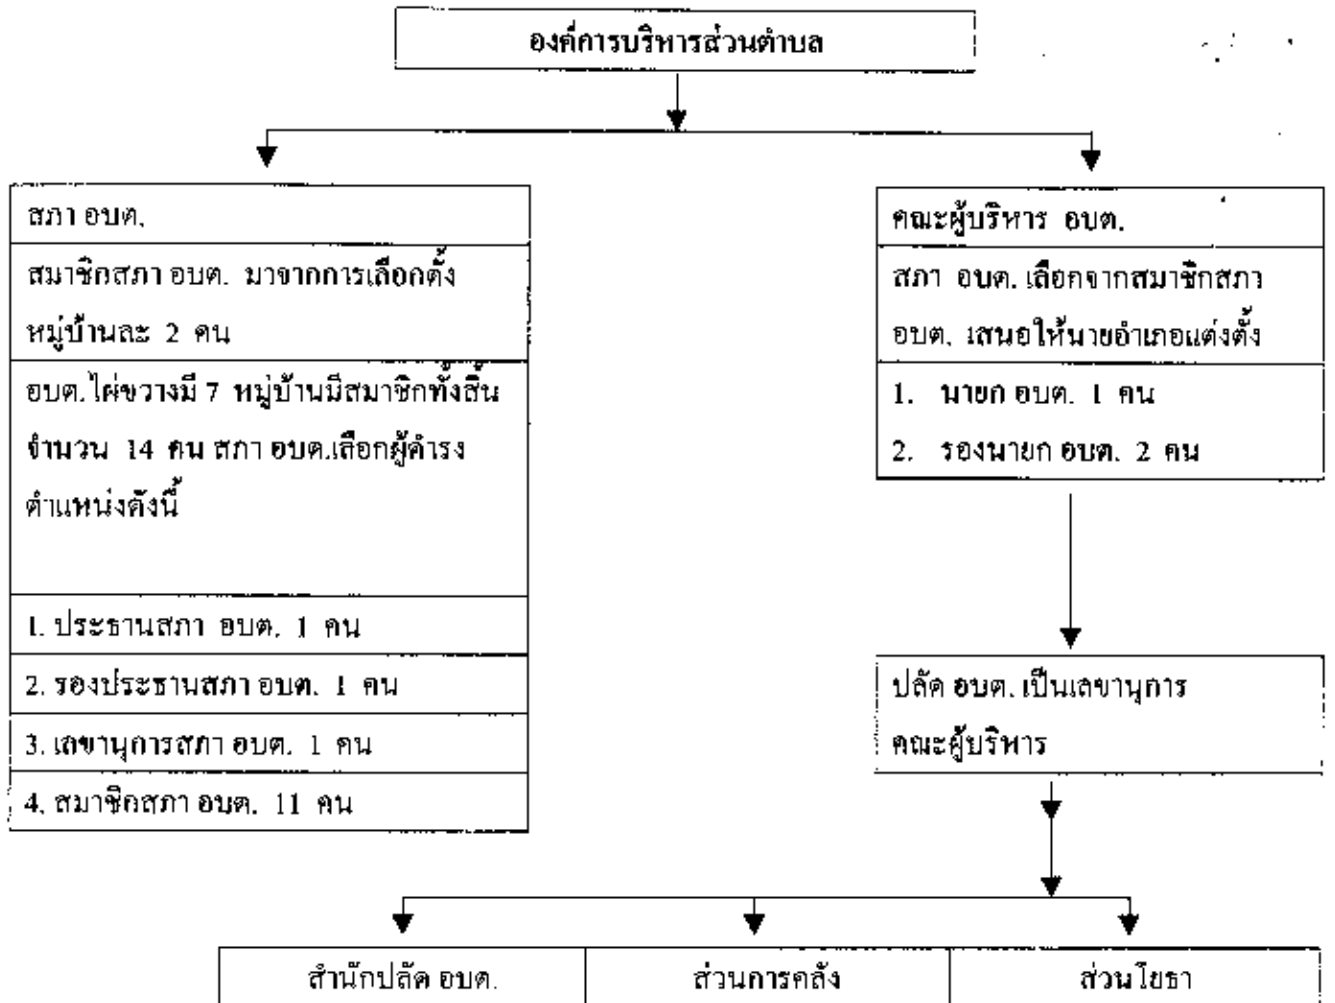 องค์การบริหารส่วนตำบล
สภา อบต.
สมาชิกสภา อบต. มาจากการเลือกตั้ง
หมู่บ้านละ 2 คน
อบต.ไผ่ขวางมี 7 หมู่บ้านมีสมาชิกทั้งสิ้น
จำนวน 14 คน สภา อบต.เลือกผู้ดำรง
ตำแหน่งดังนี้
1. ประธานสภา อบต. 1 คน
2. รองประธานสภา อบต. 1 คน
3. เลขานุการสภา อบต. 1 คน
4. สมาชิกสภา อบต. 11 คน
คณะผู้บริหาร อบต.
สภา อบต. เลือกจากสมาชิกสภา
อบต. เสนอให้นายอำเภอแต่งตั้ง
1. นายก อบต. 1 คน
2. รองนายก อบต. 2 คน
ปลัด อบต. เป็นเลขานุการ
คณะผู้บริหาร
สำนักปลัด อบต.
ส่วนการคลัง
ส่วนโยธา